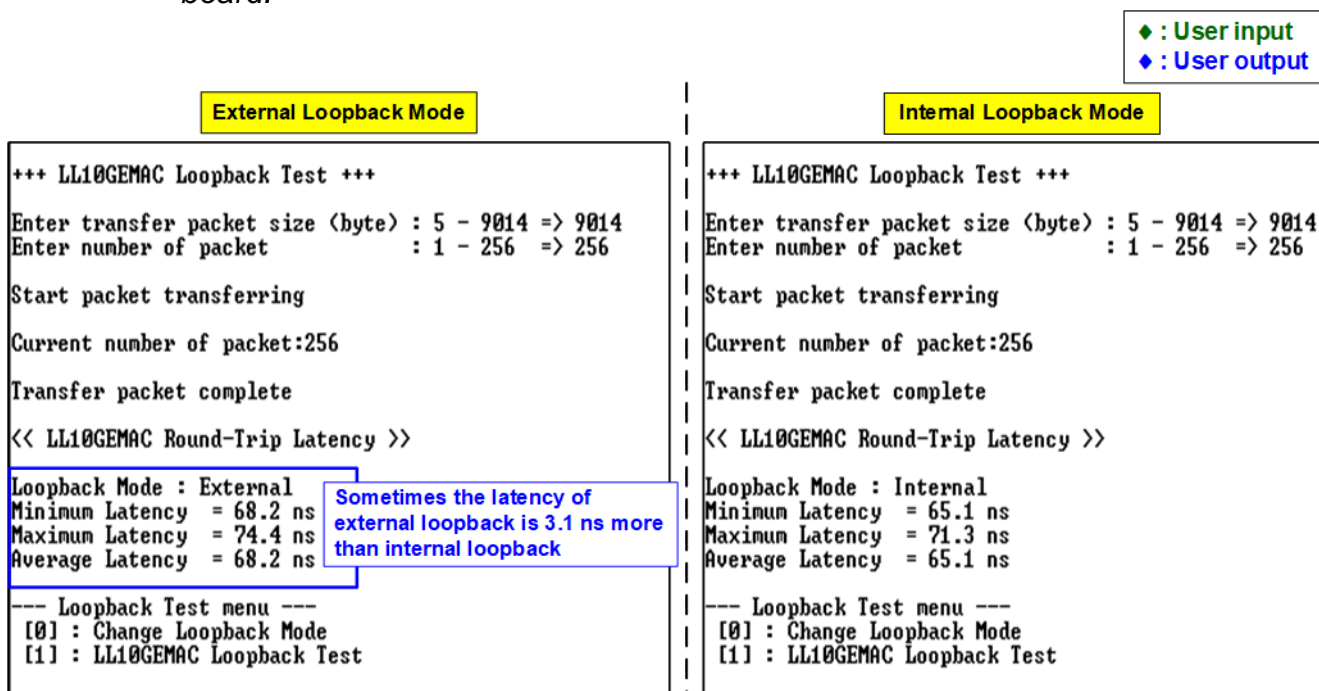 board.
♦ : User input
♦ : User output
External Loopback Mode
+++ LL10GEMAC Loopback Test +++
Enter transfer packet size (byte) : 5 - 9014 => 9014
Enter number of packet : 1 - 256 => 256
Start packet transferring
Current number of packet:256
Transfer packet complete
<< LL10GEMAC Round-Trip Latency >>
Loopback Mode : External
Minimum Latency = 68.2 ns
Maximum Latency = 74.4 ns
Average Latency = 68.2 ns
Sometimes the latency of
external loopback is 3.1 ns more
than internal loopback
--- Loopback Test menu ---
[0] : Change Loopback Mode
[1] : LL10GEMAC Loopback Test
Internal Loopback Mode
+++ LL10GEMAC Loopback Test +++
Enter transfer packet size (byte) : 5 - 9014 => 9014
Enter number of packet : 1 - 256 => 256
Start packet transferring
Current number of packet:256
Transfer packet complete
<< LL10GEMAC Round-Trip Latency >>
Loopback Mode : Internal
Minimum Latency = 65.1 ns
Maximum Latency = 71.3 ns
Average Latency = 65.1 ns
--- Loopback Test menu ---
[0] : Change Loopback Mode
[1] : LL10GEMAC Loopback Test